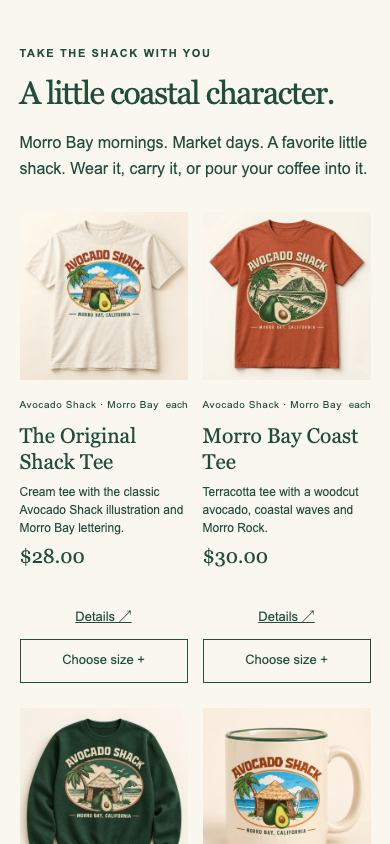 TAKE THE SHACK WITH YOU
A little coastal character.
Morro Bay mornings. Market days. A favorite little
shack. Wear it, carry it, or pour your coffee into it.
AVOCADO SHACK
MORRO BAY, CALIFORNIA
AVOCADO SHACK
MORRO BAY, CALIFORNIA
Avocado Shack · Morro Bay each
The Original
Shack Tee
Cream tee with the classic
Avocado Shack illustration and
Morro Bay lettering.
$28.00
Details ↗
Choose size +
Avocado Shack · Morro Bay each
Morro Bay Coast
Tee
Terracotta tee with a woodcut
avocado, coastal waves and
Morro Rock.
$30.00
Details ↗
Choose size +
AVOCADO SHACK
MORRO BAY, CALIFORNIA
AVOCADO SHACK
MORRO BAY, CALIFORNIA